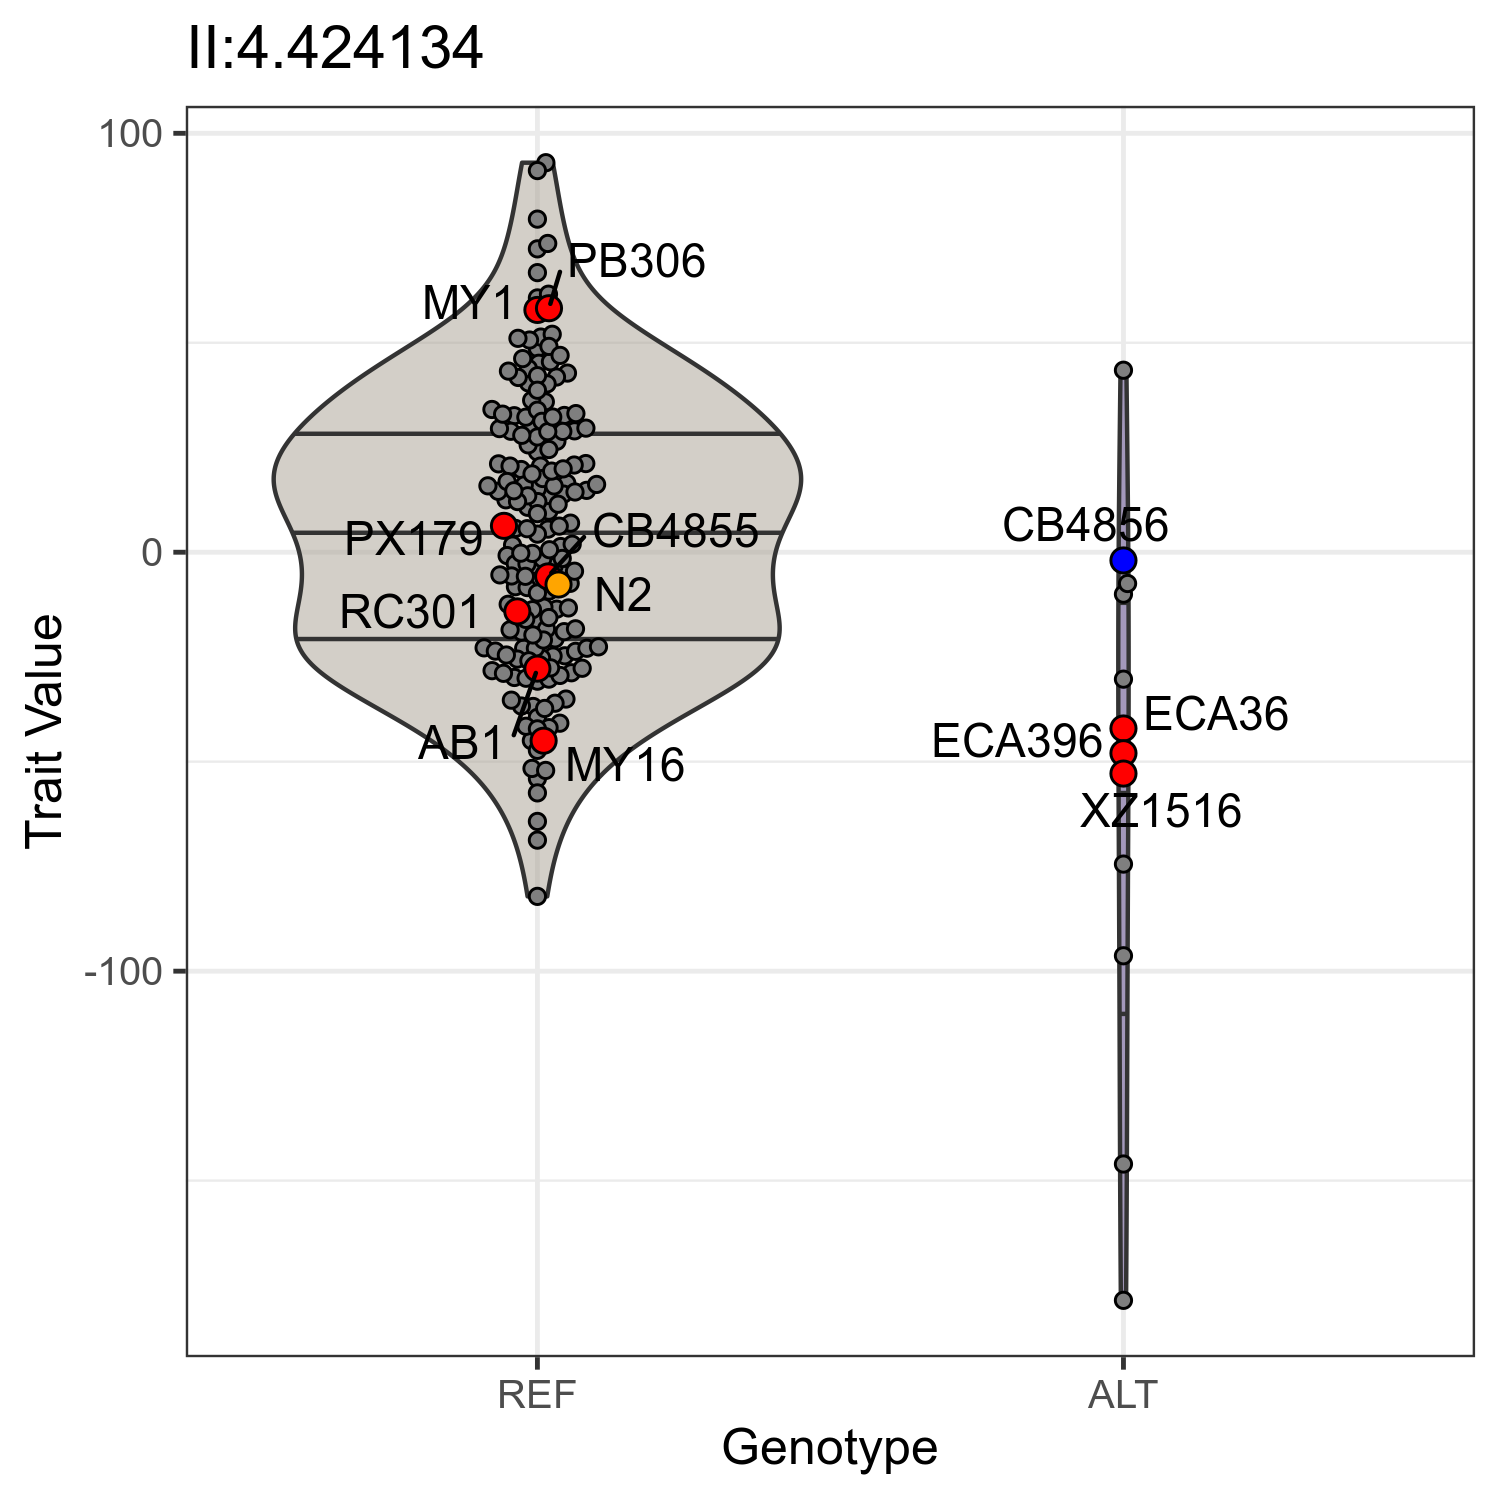 II:4.424134
100
0
-100
Trait Value
PB306
MY1
PX179
CB4855
N2
RC301
AB1
MY16
CB4856
ECA36
ECA396
XZ1516
REF
ALT
Genotype